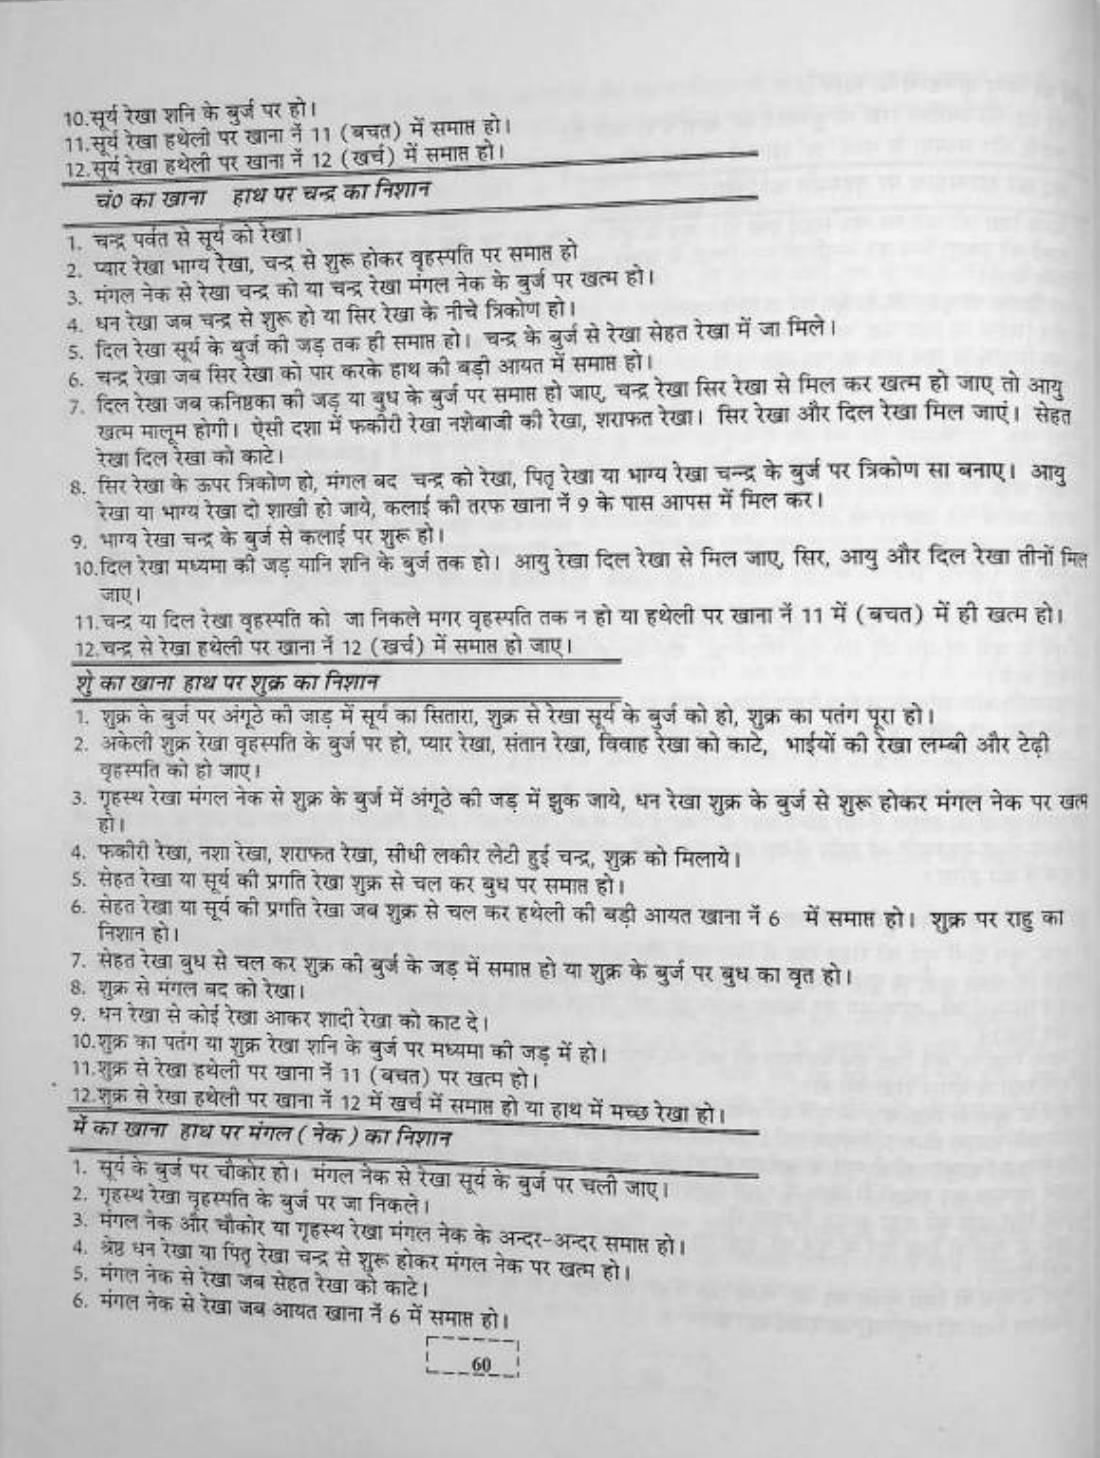 10.सूर्य रेखा शनि के बुर्ज पर हो।
11.सूर्य रेखा हथेली पर खाना नें 11 (बचत) में समाप्त हो।
12.सूर्य रेखा हथेली पर खाना नें 12 (खर्च) में समाप्त हो।
चं0 का खाना हाथ पर चन्द्र का निशान
1. चन्द्र पर्वत से सूर्य को रेखा।
2. प्यार रेखा भाग्य रेखा, चन्द्र से शुरू होकर वृहस्पति पर समाप्त हो
3. मंगल नेक से रेखा चन्द्र को या चन्द्र रेखा मंगल नेक के बुर्ज पर खत्म हो।
4. धन रेखा जब चन्द्र से शुरू हो या सिर रेखा के नीचे त्रिकोण हो।
5. दिल रेखा सूर्य के बुर्ज की जड़ तक ही समाप्त हो। चन्द्र के बुर्ज से रेखा सेहत रेखा में जा मिले।
6. चन्द्र रेखा जब सिर रेखा को पार करके हाथ की बड़ी आयत में समाप्त हो।
7. दिल रेखा जब कनिष्ठका की जड़ या बुध के बुर्ज पर समाप्त हो जाए, चन्द्र रेखा सिर रेखा से मिल कर खत्म हो जाए तो आयु
खत्म मालूम होगी। ऐसी दशा में फकीरी रेखा नशेबाजी की रेखा, शराफत रेखा। सिर रेखा और दिल रेखा मिल जाएं। सेहत
रेखा दिल रेखा को काटे।
8. सिर रेखा के ऊपर त्रिकोण हो, मंगल बद चन्द्र को रेखा, पितृ रेखा या भाग्य रेखा चन्न्द्र के बुर्ज पर त्रिकोण सा बनाए। आयु
रेखा या भाग्य रेखा दो शाखी हो जाये, कलाई की तरफ खाना नें 9 के पास आपस में मिल कर।
9. भाग्य रेखा चन्द्र के बुर्ज से कलाई पर शुरू हो।
10.दिल रेखा मध्यमा की जड़ यानि शनि के बुर्ज तक हो। आयु रेखा दिल रेखा से मिल जाए, सिर, आयु और दिल रेखा तीनों मिल
जाए।
11.चन्द्र या दिल रेखा वृहस्पति को जा निकले मगर वृहस्पति तक न हो या हथेली पर खाना नें 11 में (बचत) में ही खत्म हो।
12.चन्द्र से रेखा हथेली पर खाना नें 12 (खर्च) में समाप्त हो जाए।
शुं का खाना हाथ पर शुक्र का निशान
1. शुक्र के बुर्ज पर अंगूठे की जाड़ में सूर्य का सितारा, शुक्र से रेखा सूर्य के बुर्ज को हो, शुक्र का पतंग पूरा हो।
2. अकेली शुक्र रेखा वृहस्पति के बुर्ज पर हो, प्यार रेखा, संतान रेखा, विवाह रेखा को काटे, भाईयों की रेखा लम्बी और टेढ़ी
वृहस्पति को हो जाए।
3. गृहस्थ रेखा मंगल नेक से शुक्र के बुर्ज में अंगूठे की जड़ में झुक जाये, धन रेखा शुक्र के बुर्ज से शुरू होकर मंगल नेक पर खत्म
हो।
4. फकीरी रेखा, नशा रेखा, शराफत रेखा, सीधी लकीर लेटी हुई चन्द्र, शुक्र को मिलाये।
5. सेहत रेखा या सूर्य की प्रगति रेखा शुक्र से चल कर बुध पर समाप्त हो।
6. सेहत रेखा या सूर्य की प्रगति रेखा जब शुक्र से चल कर हथेली की बड़ी आयत खाना नें 6 में समाप्त हो। शुक्र पर राहु का
निशान हो।
7. सेहत रेखा बुध से चल कर शुक्र की बुर्ज के जड़ में समाप्त हो या शुक्र के बुर्ज पर बुध का वृत हो।
8. शुक्र से मंगल बद को रेखा।
9. धन रेखा से कोई रेखा आकर शादी रेखा को काट दे।
10.शुक्र का पतंग या शुक्र रेखा शनि के बुर्ज पर मध्यमा की जड़ में हो।
11.शुक्र से रेखा हथेली पर खाना नें 11 (बचत) पर खत्म हो।
12.शुक्र से रेखा हथेली पर खाना नें 12 में खर्च में समाप्त हो या हाथ में मच्छ रेखा हो।
में का खाना हाथ पर मंगल ( नेक ) का निशान
1. सूर्य के बुर्ज पर चौकोर हो। मंगल नेक से रेखा सूर्य के बुर्ज पर चली जाए।
2. गृहस्थ रेखा वृहस्पति के बुर्ज पर जा निकले।
3. मंगल नेक और चौकोर या गृहस्थ रेखा मंगल नेक के अन्दर-अन्दर समाप्त हो।
4. श्रेष्ठ धन रेखा या पितृ रेखा चन्द्र से शुरू होकर मंगल नेक पर खत्म हो।
5. मंगल नेक से रेखा जब सेहत रेखा को काटे।
6. मंगल नेक से रेखा जब आयत खाना नें 6 में समाप्त हो।
60